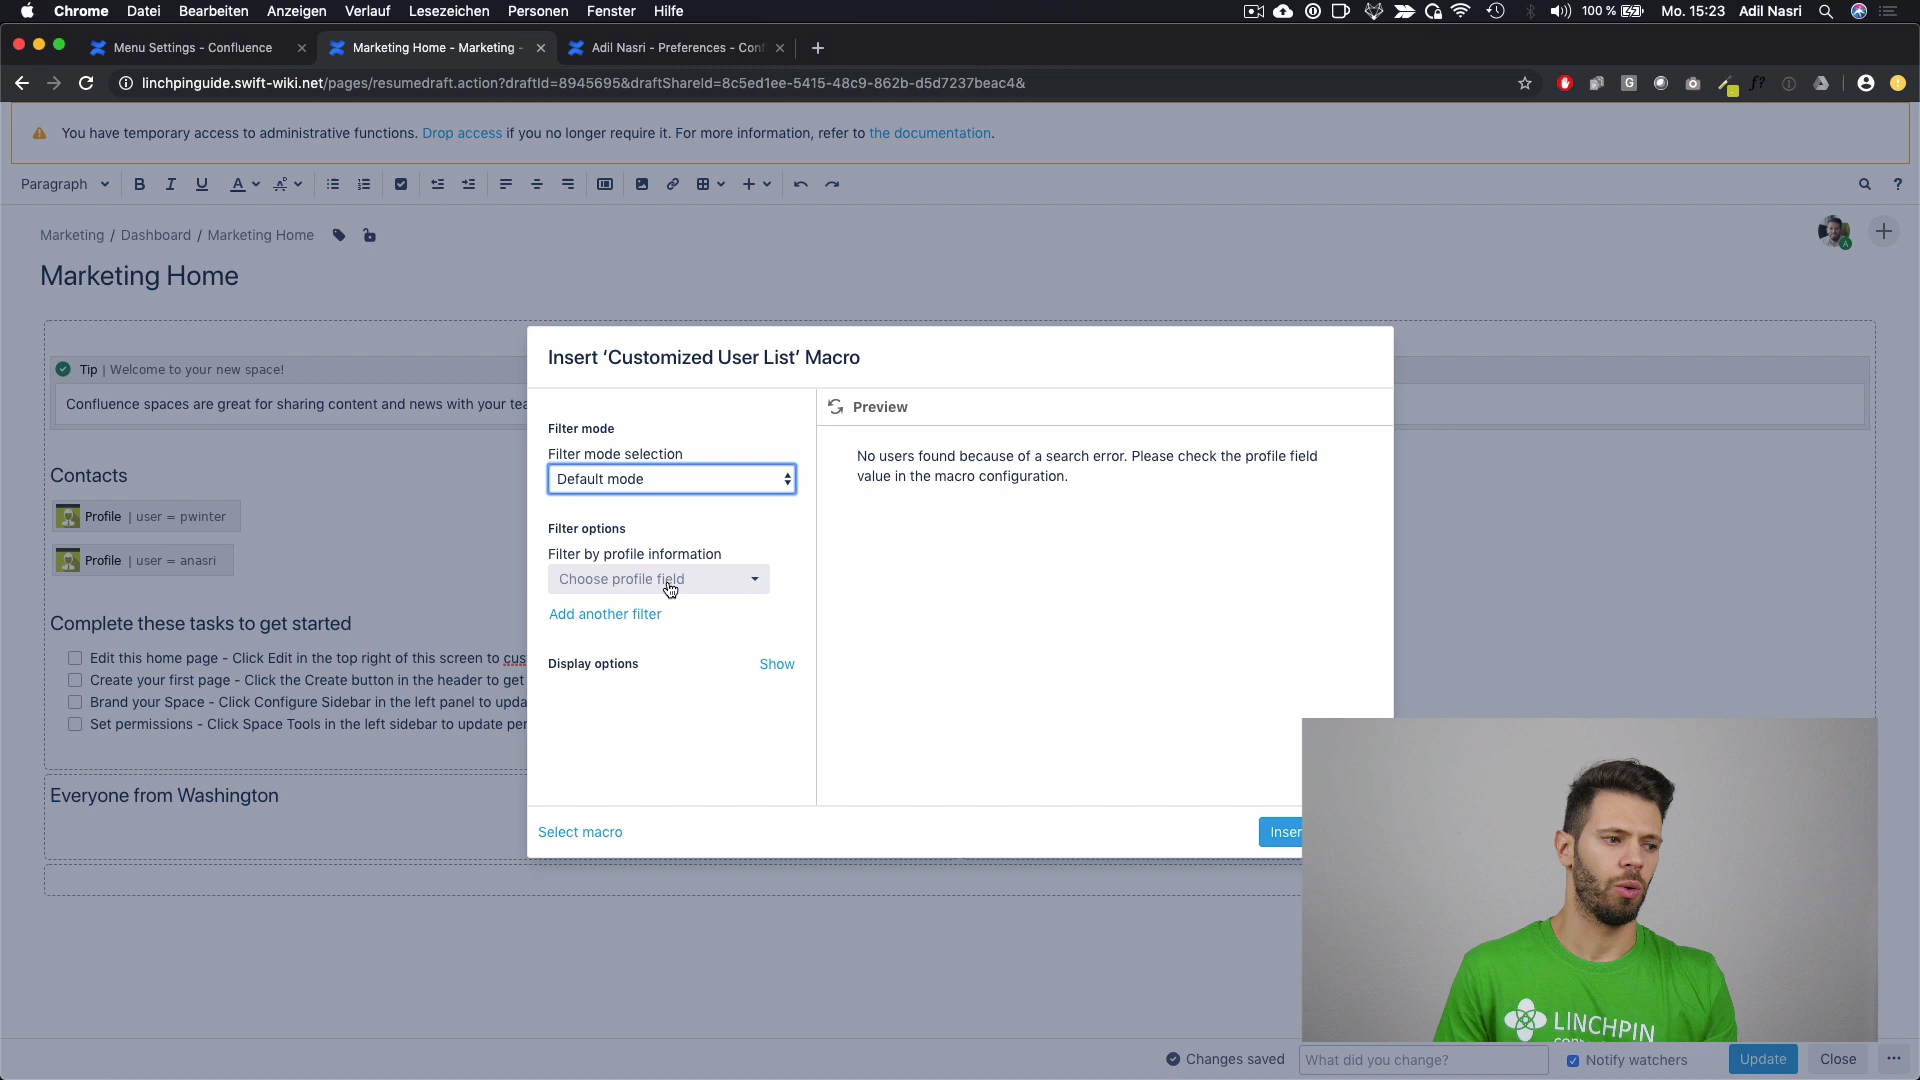 Chrome Datei Bearbeiten Anzeigen Verlauf Lesezeichen Personen Fenster Hilfe 100 % Mo. 15:23 Adil Nasri
Menu Settings - Confluence
Marketing Home - Marketing -
Adil Nasri - Preferences - Conf
linchpinguide.swift-wiki.net/pages/resumedraft.action?draftId=8945695&draftShareId=8c5ed1ee-5415-48c9-862b-d5d7237beac4&
You have temporary access to administrative functions. Drop access if you no longer require it. For more information, refer to the documentation.
Paragraph B I U A
Marketing / Dashboard / Marketing Home
Marketing Home
Tip | Welcome to your new space!
Confluence spaces are great for sharing content and news with your tea
Contacts
Profile | user = pwinter
Profile | user = anasri
Complete these tasks to get started
Edit this home page - Click Edit in the top right of this screen to cus
Create your first page - Click the Create button in the header to get
Brand your Space - Click Configure Sidebar in the left panel to upda
Set permissions - Click Space Tools in the left sidebar to update per
Everyone from Washington
Insert ‘Customized User List’ Macro
Filter mode
Filter mode selection
Default mode
Filter options
Filter by profile information
Choose profile field
Add another filter
Display options Show
Preview
No users found because of a search error. Please check the profile field
value in the macro configuration.
Select macro
Inser
LINCHPIN
Changes saved
What did you change?
Notify watchers
Update
Close